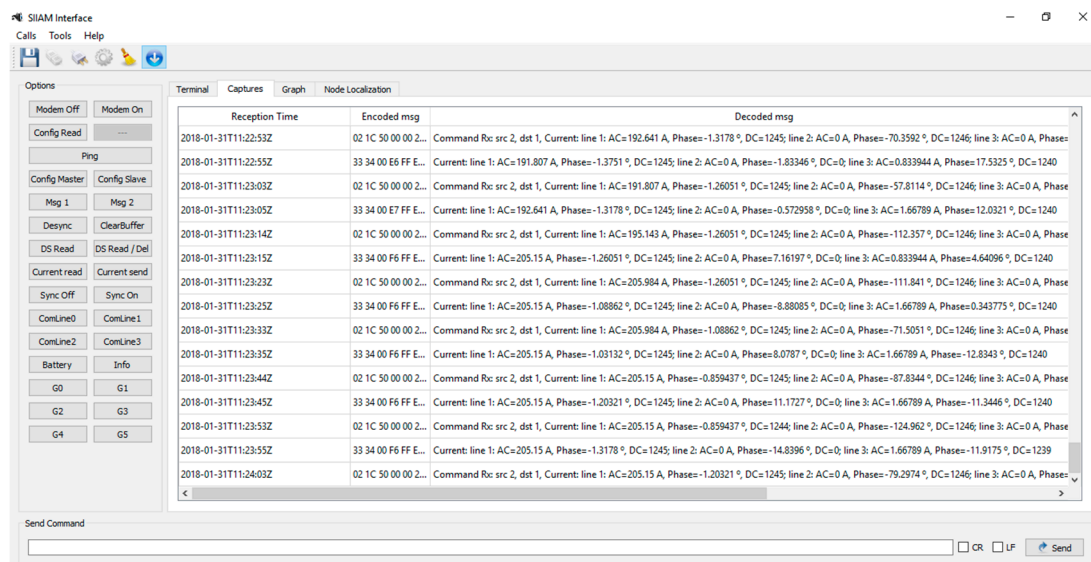 SIIAM Interface
Calls Tools Help
Options
Modem Off Modem On
Config Read ---
Ping
Config Master Config Slave
Msg 1 Msg 2
Desync ClearBuffer
DS Read DS Read / Del
Current read Current send
Sync Off Sync On
ComLine0 ComLine1
ComLine2 ComLine3
Battery Info
G0 G1
G2 G3
G4 G5
Terminal Captures Graph Node Localization
Reception Time Encoded msg Decoded msg
2018-01-31T11:22:53Z 02 1C 50 00 00 2... Command Rx: src 2, dst 1, Current: line 1: AC=192.641 A, Phase=-1.3178 º, DC=1245; line 2: AC=0 A, Phase=-70.3592 º, DC=1246; line 3: AC=0 A, Phase=
2018-01-31T11:22:55Z 33 34 00 E6 FF E... Current: line 1: AC=191.807 A, Phase=-1.3751 º, DC=1245; line 2: AC=0 A, Phase=-1.83346 º, DC=0; line 3: AC=0.833944 A, Phase=17.5325 º, DC=1240
2018-01-31T11:23:03Z 02 1C 50 00 00 2... Command Rx: src 2, dst 1, Current: line 1: AC=191.807 A, Phase=-1.26051 º, DC=1245; line 2: AC=0 A, Phase=-57.8114 º, DC=1246; line 3: AC=0 A, Phase
2018-01-31T11:23:05Z 33 34 00 E7 FF E... Current: line 1: AC=192.641 A, Phase=-1.3178 º, DC=1245; line 2: AC=0 A, Phase=-0.572958 º, DC=0; line 3: AC=1.66789 A, Phase=12.0321 º, DC=1240
2018-01-31T11:23:14Z 02 1C 50 00 00 2... Command Rx: src 2, dst 1, Current: line 1: AC=195.143 A, Phase=-1.26051 º, DC=1245; line 2: AC=0 A, Phase=-112.357 º, DC=1246; line 3: AC=0 A, Phase
2018-01-31T11:23:15Z 33 34 00 F6 FF E... Current: line 1: AC=205.15 A, Phase=-1.26051 º, DC=1245; line 2: AC=0 A, Phase=7.16197 º, DC=0; line 3: AC=0.833944 A, Phase=4.64096 º, DC=1240
2018-01-31T11:23:23Z 02 1C 50 00 00 2... Command Rx: src 2, dst 1, Current: line 1: AC=205.984 A, Phase=-1.26051 º, DC=1245; line 2: AC=0 A, Phase=-111.841 º, DC=1246; line 3: AC=0 A, Phase
2018-01-31T11:23:25Z 33 34 00 F6 FF E... Current: line 1: AC=205.15 A, Phase=-1.08862 º, DC=1245; line 2: AC=0 A, Phase=-8.88085 º, DC=0; line 3: AC=1.66789 A, Phase=0.343775 º, DC=1240
2018-01-31T11:23:33Z 02 1C 50 00 00 2... Command Rx: src 2, dst 1, Current: line 1: AC=205.984 A, Phase=-1.08862 º, DC=1245; line 2: AC=0 A, Phase=-71.5051 º, DC=1246; line 3: AC=0 A, Phase
2018-01-31T11:23:35Z 33 34 00 F6 FF E... Current: line 1: AC=205.15 A, Phase=-1.03132 º, DC=1245; line 2: AC=0 A, Phase=8.0787 º, DC=0; line 3: AC=1.66789 A, Phase=-12.8343 º, DC=1240
2018-01-31T11:23:44Z 02 1C 50 00 00 2... Command Rx: src 2, dst 1, Current: line 1: AC=205.15 A, Phase=-0.859437 º, DC=1245; line 2: AC=0 A, Phase=-87.8344 º, DC=1246; line 3: AC=0 A, Phase
2018-01-31T11:23:45Z 33 34 00 F6 FF E... Current: line 1: AC=205.15 A, Phase=-1.20321 º, DC=1245; line 2: AC=0 A, Phase=11.1727 º, DC=0; line 3: AC=1.66789 A, Phase=-11.3446 º, DC=1240
2018-01-31T11:23:53Z 02 1C 50 00 00 2... Command Rx: src 2, dst 1, Current: line 1: AC=205.15 A, Phase=-0.859437 º, DC=1244; line 2: AC=0 A, Phase=-124.962 º, DC=1246; line 3: AC=0 A, Phase
2018-01-31T11:23:55Z 33 34 00 F6 FF E... Current: line 1: AC=205.15 A, Phase=-1.3178 º, DC=1245; line 2: AC=0 A, Phase=-14.8396 º, DC=0; line 3: AC=1.66789 A, Phase=-11.9175 º, DC=1239
2018-01-31T11:24:03Z 02 1C 50 00 00 2... Command Rx: src 2, dst 1, Current: line 1: AC=205.15 A, Phase=-1.20321 º, DC=1245; line 2: AC=0 A, Phase=-79.2974 º, DC=1246; line 3: AC=0 A, Phase=
Send Command
CR LF Send